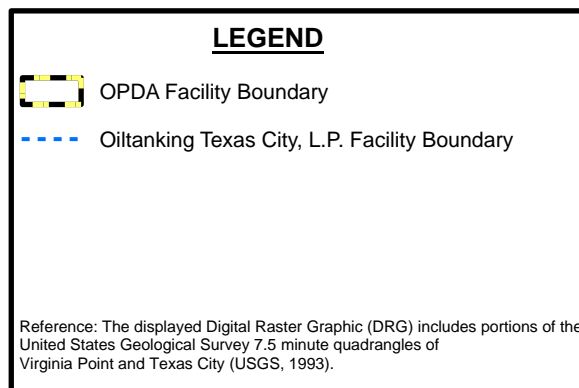 LEGEND
OPDA Facility Boundary
Oiltanking Texas City, L.P. Facility Boundary
Reference: The displayed Digital Raster Graphic (DRG) includes portions of the
United States Geological Survey 7.5 minute quadrangles of
Virginia Point and Texas City (USGS, 1993).